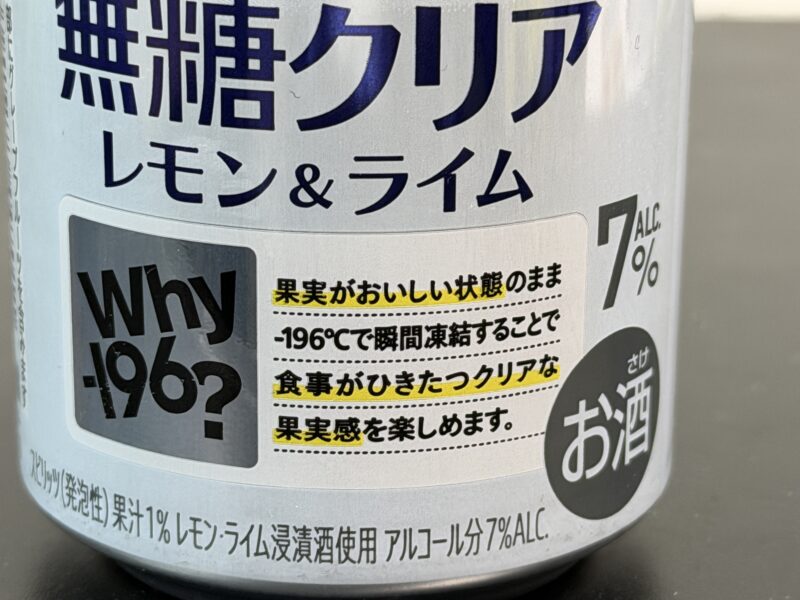 無糖クリア
レモン&ライム
7%
ALC.
Why
-196?
果実がおいしい状態のまま
-196℃で瞬間凍結することで
食事がひきたつクリアな
果実感を楽しめます。
さけ
お酒
スピリッツ(発泡性) 果汁1% レモン・ライム浸漬酒使用 アルコール分7%ALC.